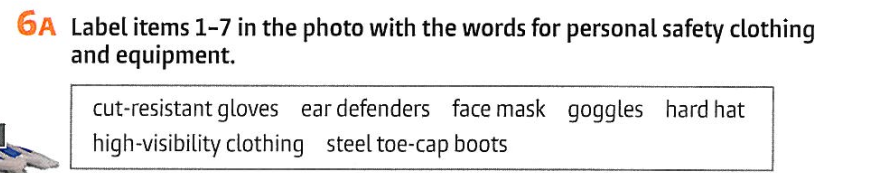 6A Label items 1–7 in the photo with the words for personal safety clothing
and equipment.
cut-resistant gloves ear defenders face mask goggles hard hat
high-visibility clothing steel toe-cap boots